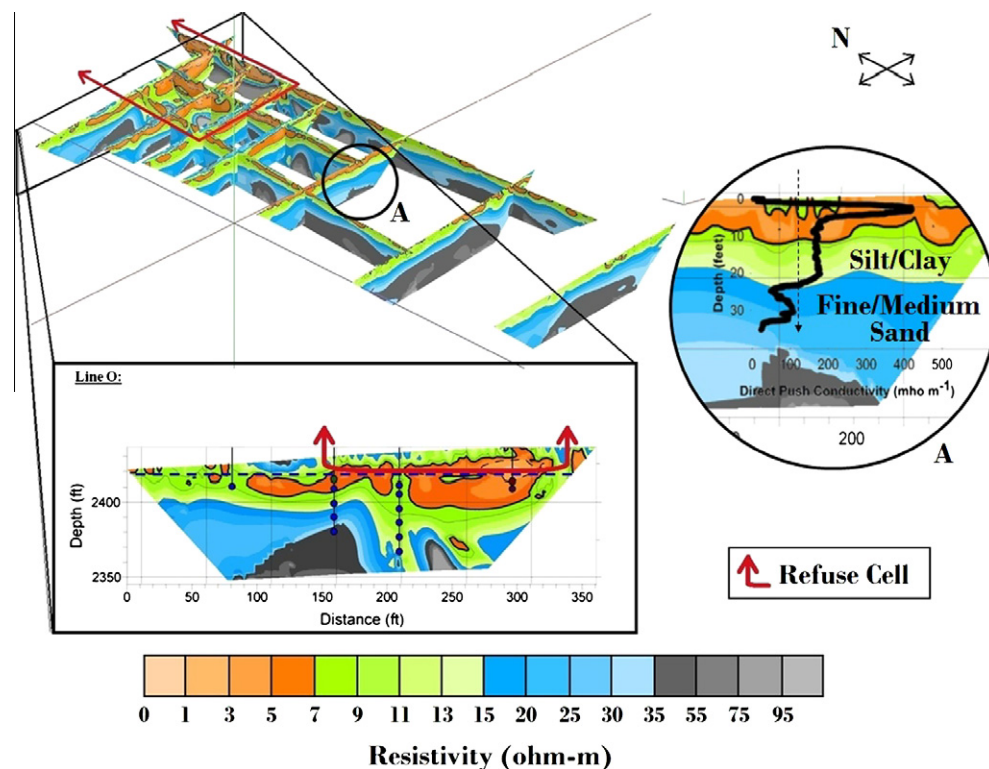 N
A
0
10
20
30
Depth (feet)
Silt/Clay
Fine/Medium
Sand
0 100 200 300 400 500
Direct Push Conductivity (mho m⁻¹)
200
A
Line O:
2400
2350
Depth (ft)
0 50 100 150 200 250 300 350
Distance (ft)
Refuse Cell
0 1 3 5 7 9 11 13 15 20 25 30 35 55 75 95
Resistivity (ohm-m)